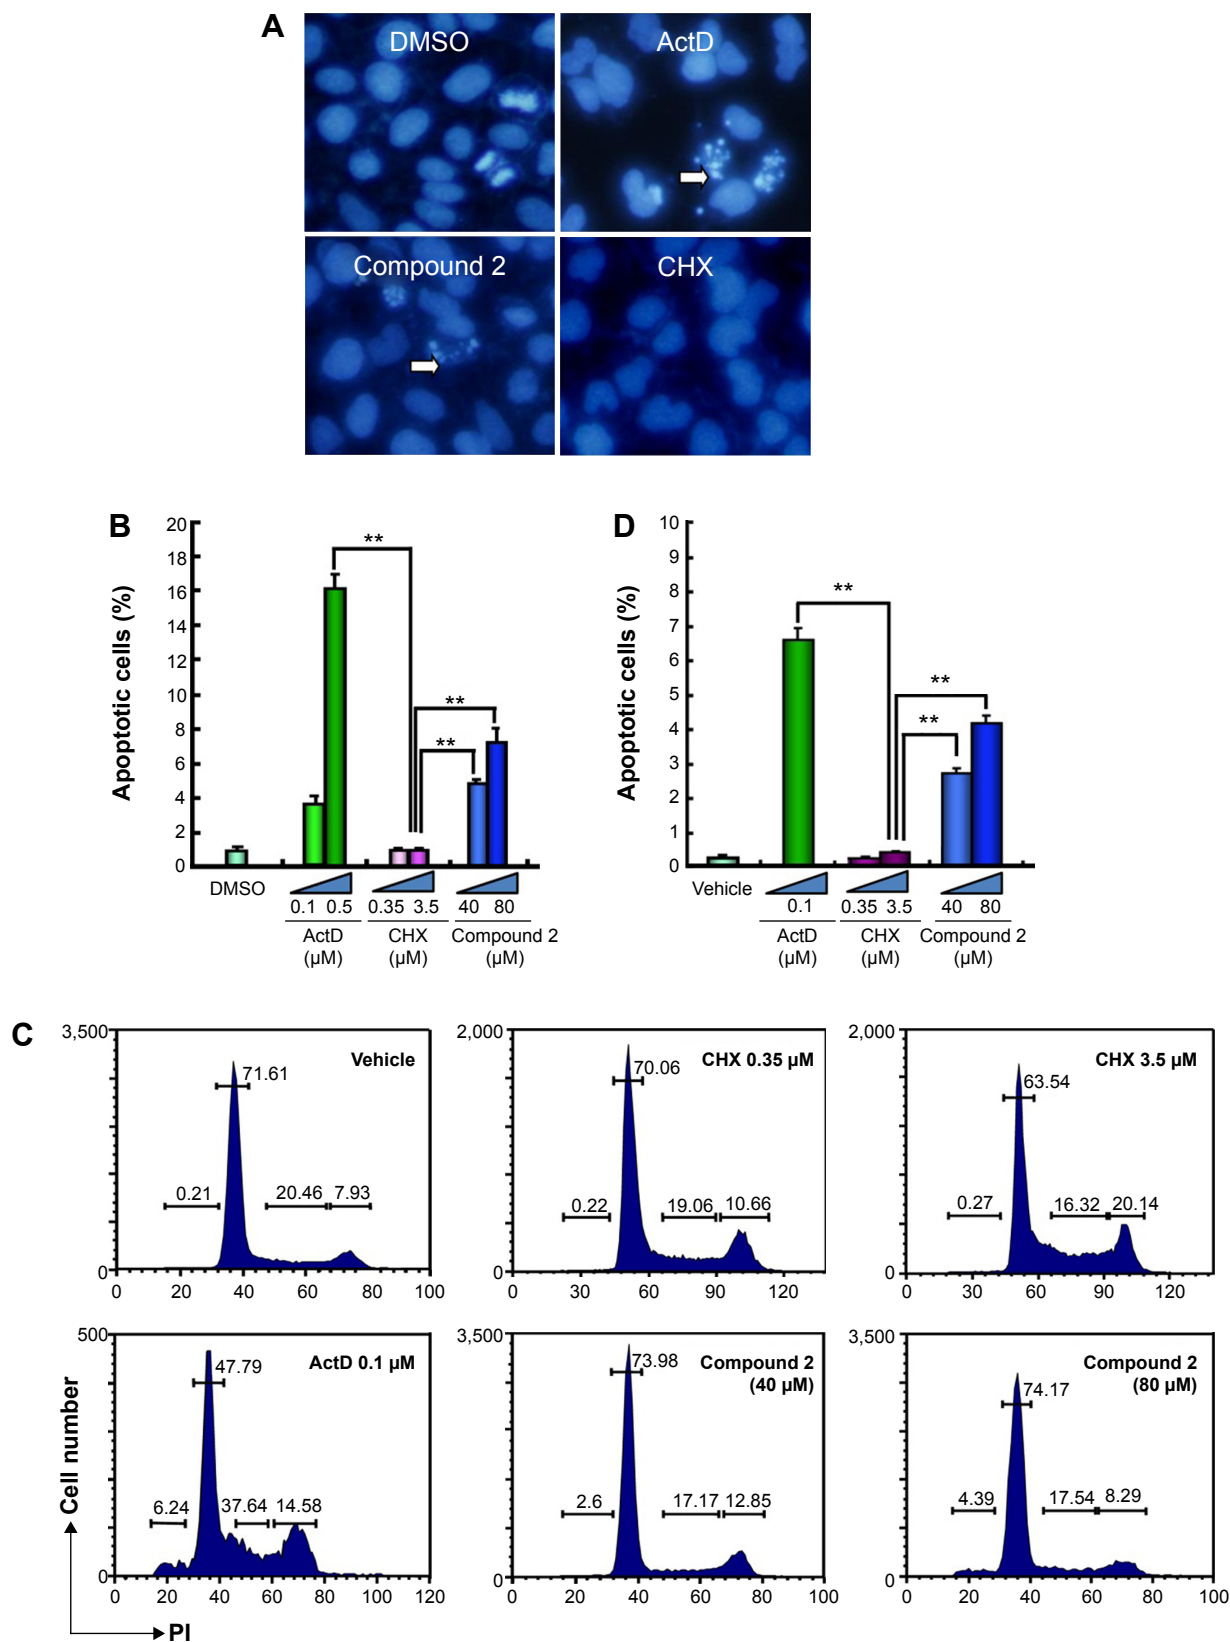 A
DMSO
ActD
Compound 2
CHX
B
Apoptotic cells (%)
20
18
16
14
12
10
8
6
4
2
0
**
**
**
DMSO
0.1 0.5
0.35 3.5
40 80
ActD
(µM)
CHX
(µM)
Compound 2
(µM)
D
Apoptotic cells (%)
10
9
8
7
6
5
4
3
2
1
0
**
**
**
Vehicle
0.1
0.35 3.5
40 80
ActD
(µM)
CHX
(µM)
Compound 2
(µM)
C
3,500
Vehicle
71.61
0.21
20.46
7.93
0
0 20 40 60 80 100
2,000
CHX 0.35 µM
70.06
0.22
19.06
10.66
0
0 30 60 90 120
2,000
CHX 3.5 µM
63.54
0.27
16.32
20.14
0
0 30 60 90 120
500
ActD 0.1 µM
47.79
6.24
37.64
14.58
0
0 20 40 60 80 100 120
3,500
Compound 2
(40 µM)
73.98
2.6
17.17
12.85
0
0 20 40 60 80 100
3,500
Compound 2
(80 µM)
74.17
4.39
17.54
8.29
0
0 20 40 60 80 100
Cell number
PI